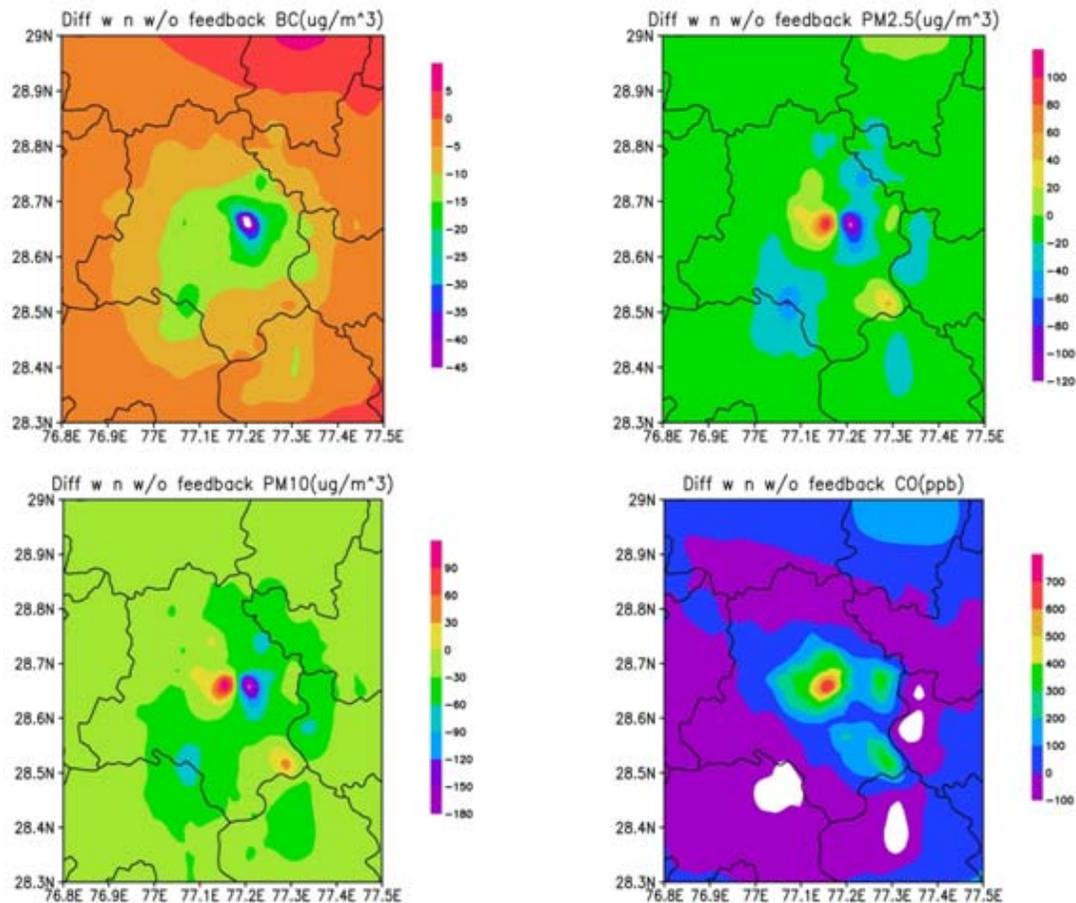 Diff w n w/o feedback BC(ug/m^3)
29N
28.9N
28.8N
28.7N
28.6N
28.5N
28.4N
28.3N
76.8E 76.9E 77E 77.1E 77.2E 77.3E 77.4E 77.5E
5
0
-5
-10
-15
-20
-25
-30
-35
-40
-45
Diff w n w/o feedback PM2.5(ug/m^3)
29N
28.9N
28.8N
28.7N
28.6N
28.5N
28.4N
28.3N
76.8E 76.9E 77E 77.1E 77.2E 77.3E 77.4E 77.5E
100
80
60
40
20
0
-20
-40
-60
-80
-100
-120
Diff w n w/o feedback PM10(ug/m^3)
29N
28.9N
28.8N
28.7N
28.6N
28.5N
28.4N
28.3N
76.8E 76.9E 77E 77.1E 77.2E 77.3E 77.4E 77.5E
90
60
30
0
-30
-60
-90
-120
-150
-180
Diff w n w/o feedback CO(ppb)
29N
28.9N
28.8N
28.7N
28.6N
28.5N
28.4N
28.3N
76.8E 76.9E 77E 77.1E 77.2E 77.3E 77.4E 77.5E
700
600
500
400
300
200
100
0
-100